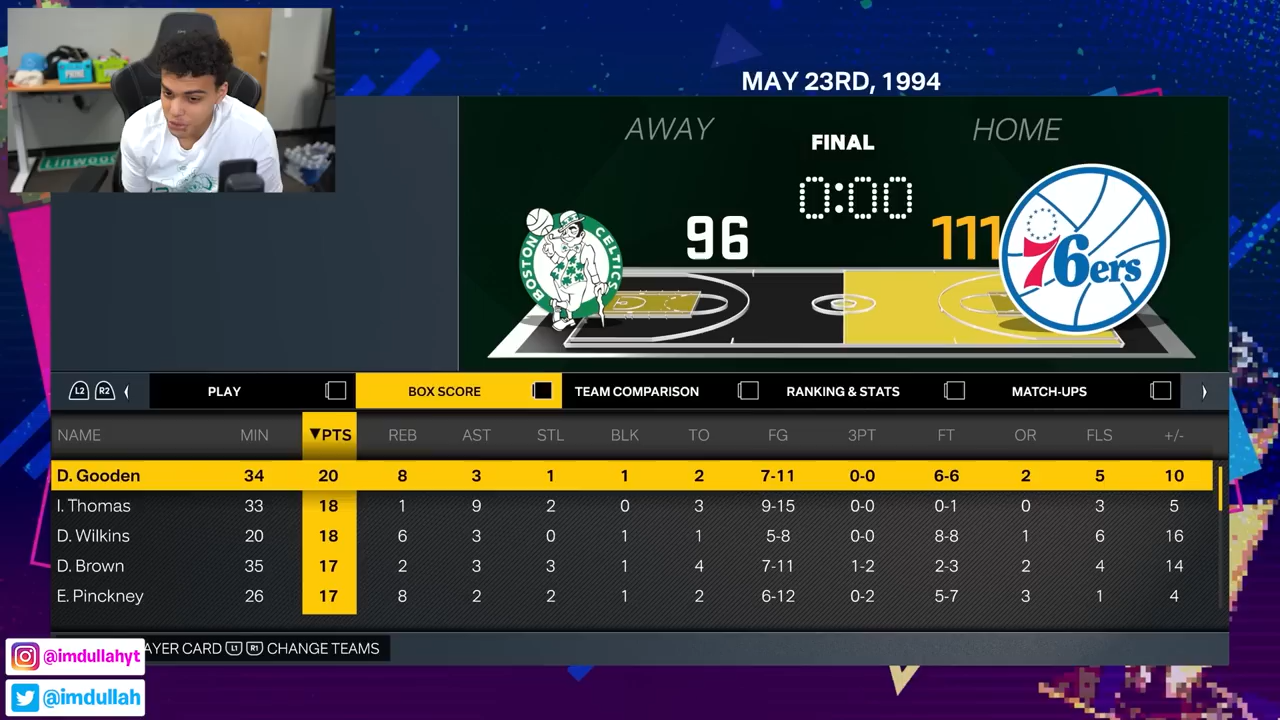 PRIME
Linwood
MAY 23RD, 1994
AWAY
FINAL
HOME
0:00
96
111
BOSTON CELTICS
76ers
L2 R2 PLAY BOX SCORE TEAM COMPARISON RANKING & STATS MATCH-UPS
NAME MIN ▼PTS REB AST STL BLK TO FG 3PT FT OR FLS +/-
D. Gooden 34 20 8 3 1 1 2 7-11 0-0 6-6 2 5 10
I. Thomas 33 18 1 9 2 0 3 9-15 0-0 0-1 0 3 5
D. Wilkins 20 18 6 3 0 1 1 5-8 0-0 8-8 1 6 16
D. Brown 35 17 2 3 3 1 4 7-11 1-2 2-3 2 4 14
E. Pinckney 26 17 8 2 2 1 2 6-12 0-2 5-7 3 1 4
AYER CARD L1 R1 CHANGE TEAMS
@imdullahyt
@imdullah